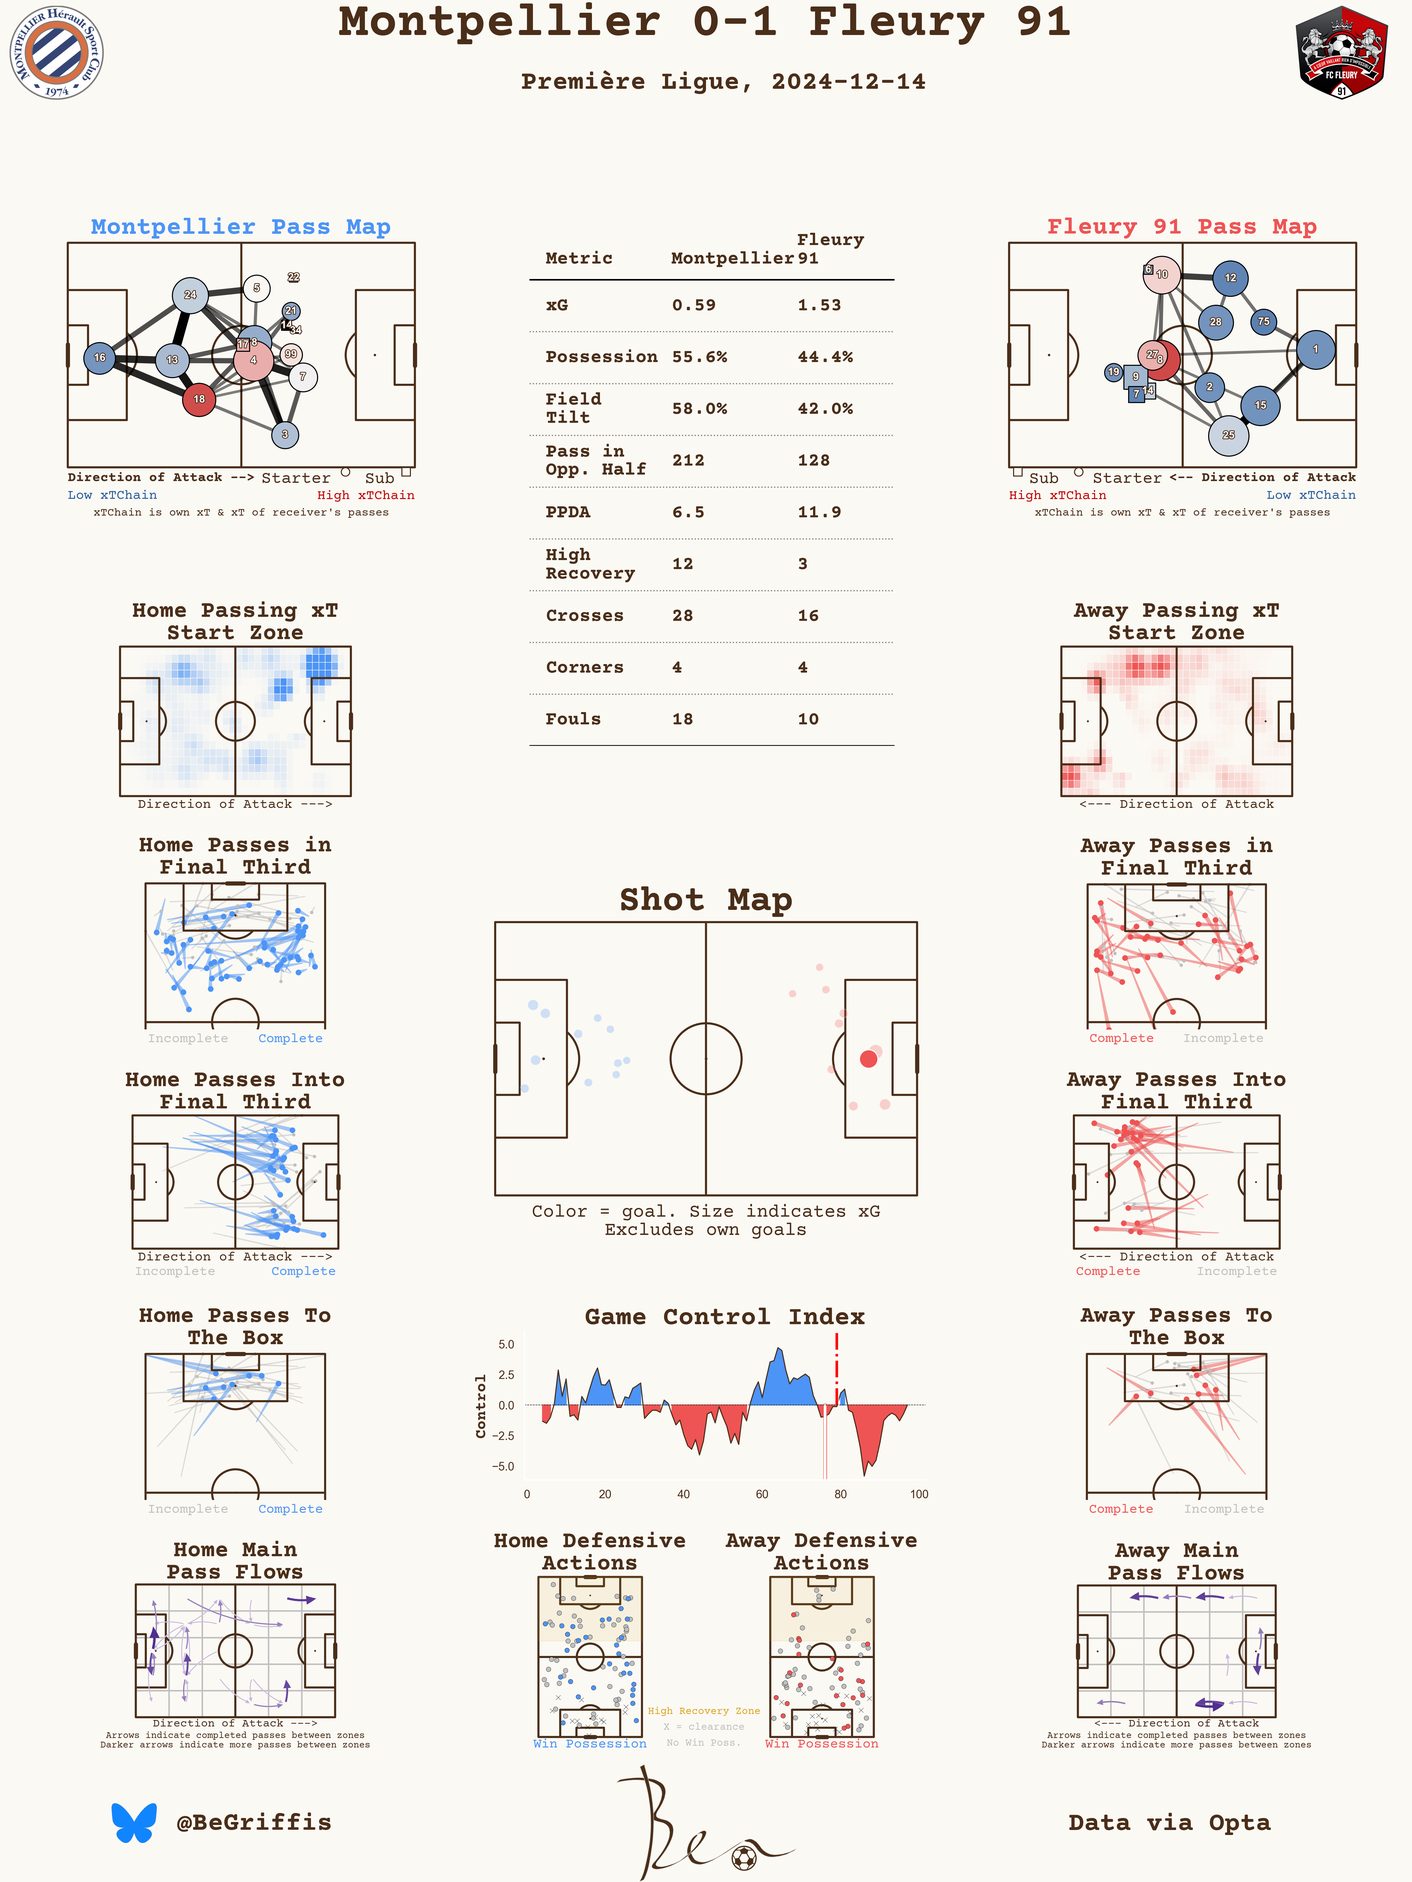 Montpellier 0-1 Fleury 91
Première Ligue, 2024-12-14
MONTPELLIER Hérault Sport Club
1974
FC FLEURY
91
Montpellier Pass Map
24
5
22
21
14
34
16
13
17
8
4
99
7
18
3
Direction of Attack --> Starter Sub
Low xTChain High xTChain
xTChain is own xT & xT of receiver's passes
Metric Montpellier Fleury 91
xG 0.59 1.53
Possession 55.6% 44.4%
Field Tilt 58.0% 42.0%
Pass in Opp. Half 212 128
PPDA 6.5 11.9
High Recovery 12 3
Crosses 28 16
Corners 4 4
Fouls 18 10
Fleury 91 Pass Map
6
10
12
28
75
1
27
8
19
9
7
14
2
15
25
Sub Starter <-- Direction of Attack
High xTChain Low xTChain
xTChain is own xT & xT of receiver's passes
Home Passing xT
Start Zone
Direction of Attack --->
Away Passing xT
Start Zone
<--- Direction of Attack
Home Passes in
Final Third
Incomplete Complete
Away Passes in
Final Third
Complete Incomplete
Shot Map
Color = goal. Size indicates xG
Excludes own goals
Home Passes Into
Final Third
Direction of Attack --->
Incomplete Complete
Away Passes Into
Final Third
<--- Direction of Attack
Complete Incomplete
Home Passes To
The Box
Incomplete Complete
Game Control Index
Control
5.0
2.5
0.0
−2.5
−5.0
0 20 40 60 80 100
Away Passes To
The Box
Complete Incomplete
Home Main
Pass Flows
Direction of Attack --->
Arrows indicate completed passes between zones
Darker arrows indicate more passes between zones
Home Defensive
Actions
Win Possession
High Recovery Zone
X = clearance
No Win Poss.
Away Defensive
Actions
Win Possession
Away Main
Pass Flows
<--- Direction of Attack
Arrows indicate completed passes between zones
Darker arrows indicate more passes between zones
@BeGriffis
Ben
Data via Opta